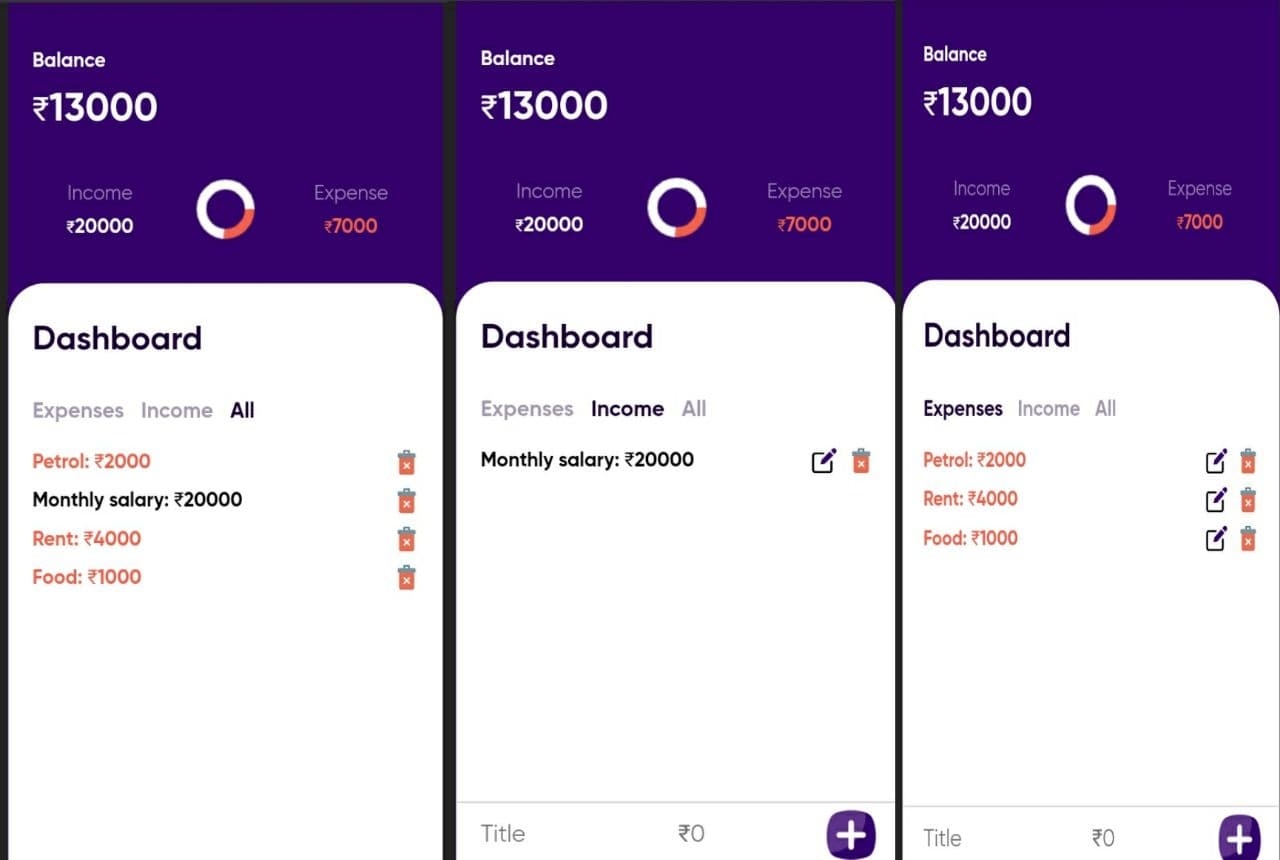 Balance
₹13000
Income Expense
₹20000 ₹7000
Dashboard
Expenses Income All
Petrol: ₹2000
Monthly salary: ₹20000
Rent: ₹4000
Food: ₹1000
Balance
₹13000
Income Expense
₹20000 ₹7000
Dashboard
Expenses Income All
Monthly salary: ₹20000
Title ₹0
Balance
₹13000
Income Expense
₹20000 ₹7000
Dashboard
Expenses Income All
Petrol: ₹2000
Rent: ₹4000
Food: ₹1000
Title ₹0